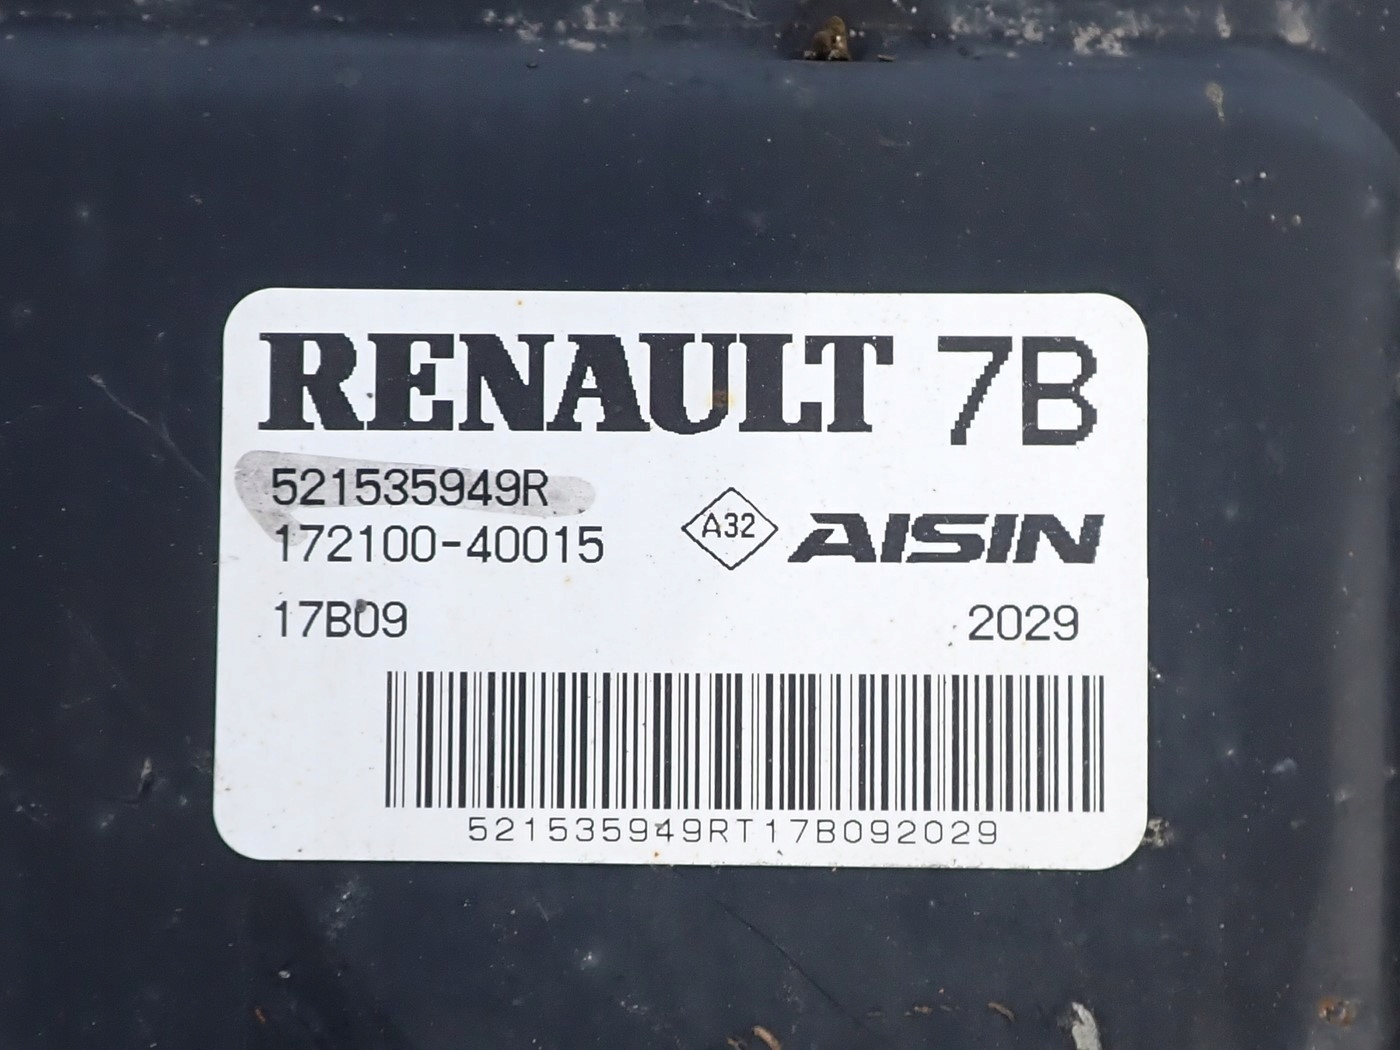 RENAULT 7B
521535949R
172100-40015 A32 AISIN
17B09 2029
521535949RT17B092029